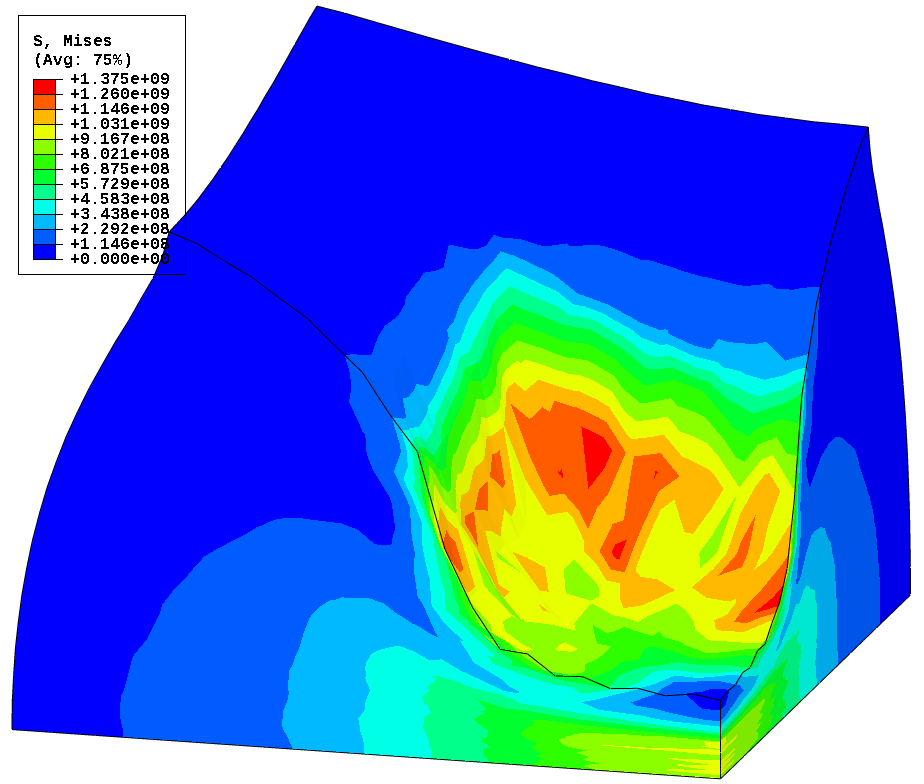 S, Mises
(Avg: 75%)
+1.375e+09
+1.260e+09
+1.146e+09
+1.031e+09
+9.167e+08
+8.021e+08
+6.875e+08
+5.729e+08
+4.583e+08
+3.438e+08
+2.292e+08
+1.146e+08
+0.000e+00